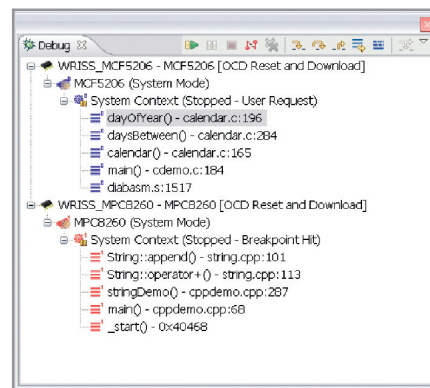 Debug
WRISS_MCF5206 - MCF5206 [OCD Reset and Download]
MCF5206 (System Mode)
System Context (Stopped - User Request)
dayOfYear() - calendar.c:196
daysBetween() - calendar.c:284
calendar() - calendar.c:165
main() - cdemo.c:184
diabasm.s:1517
WRISS_MPC8260 - MPC8260 [OCD Reset and Download]
MPC8260 (System Mode)
System Context (Stopped - Breakpoint Hit)
String::append() - string.cpp:101
String::operator+() - string.cpp:113
stringDemo() - cppdemo.cpp:287
main() - cppdemo.cpp:68
_start() - 0x40468